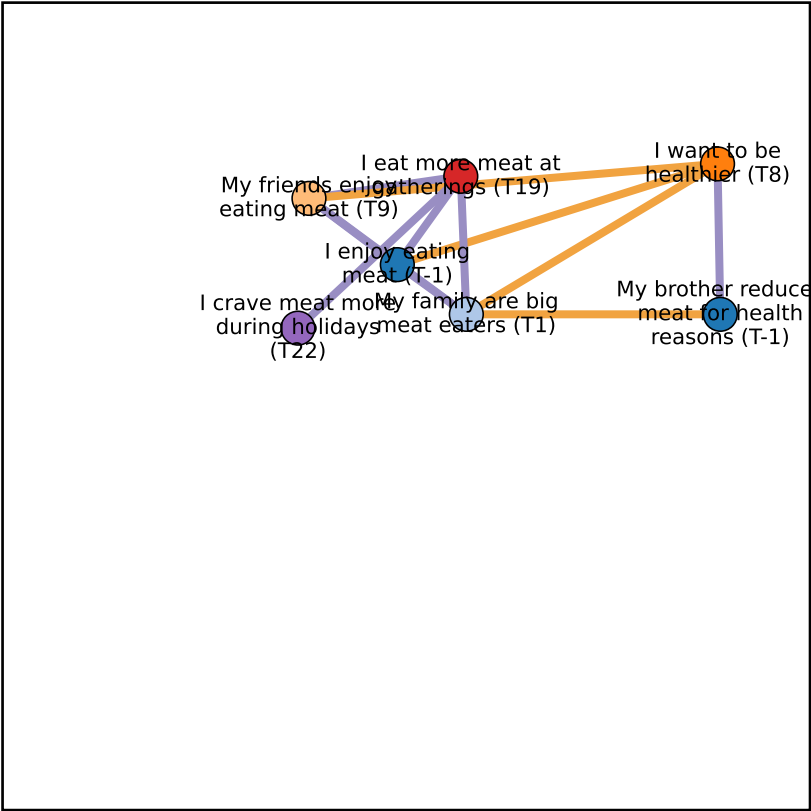 I want to be
healthier (T8)
I eat more meat at
gatherings (T19)
My friends enjoy
eating meat (T9)
I enjoy eating
meat (T-1)
My brother reduce
meat for health
reasons (T-1)
I crave meat more
during holidays
(T22)
My family are big
meat eaters (T1)